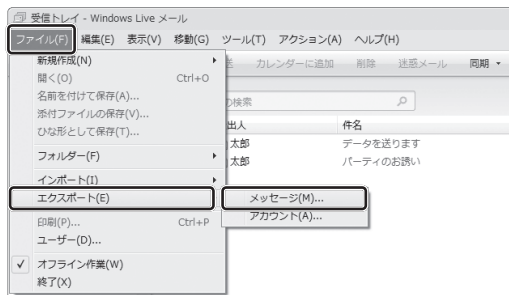 受信トレイ - Windows Live メール
ファイル(F) 編集(E) 表示(V) 移動(G) ツール(T) アクション(A) ヘルプ(H)
新規作成(N)
カレンダーに追加 削除 迷惑メール 同期
開く(O) Ctrl+O
名前を付けて保存(A)...
の検索
添付ファイルの保存(V)...
出人 件名
ひな形として保存(T)...
太郎 データを送ります
フォルダー(F)
太郎 パーティのお誘い
インポート(I)
エクスポート(E) メッセージ(M)...
アカウント(A)...
印刷(P)... Ctrl+P
ユーザー(D)...
オフライン作業(W)
終了(X)